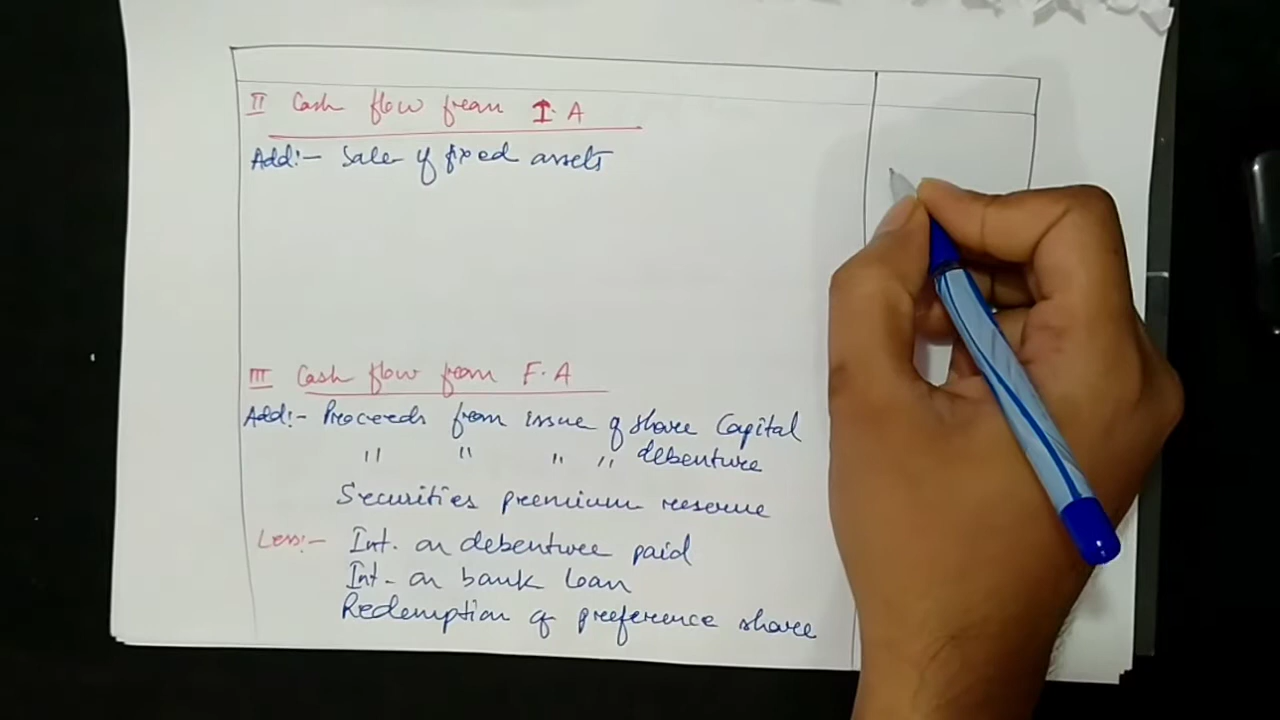 II Cash flow from I.A
Add:- Sale of fixed assets
III Cash flow from F.A
Add:- Proceeds from issue of share Capital
" " " " debenture
Securities premium reserve
Less:- Int. on debenture paid
Int. on bank loan
Redemption of preference share